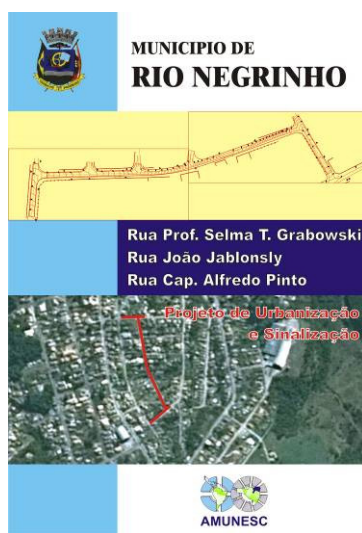 MUNICIPIO DE
RIO NEGRINHO
Rua Prof. Selma T. Grabowski
Rua João Jablonsly
Rua Cap. Alfredo Pinto
Projeto de Urbanização
e Sinalização
AMUNESC